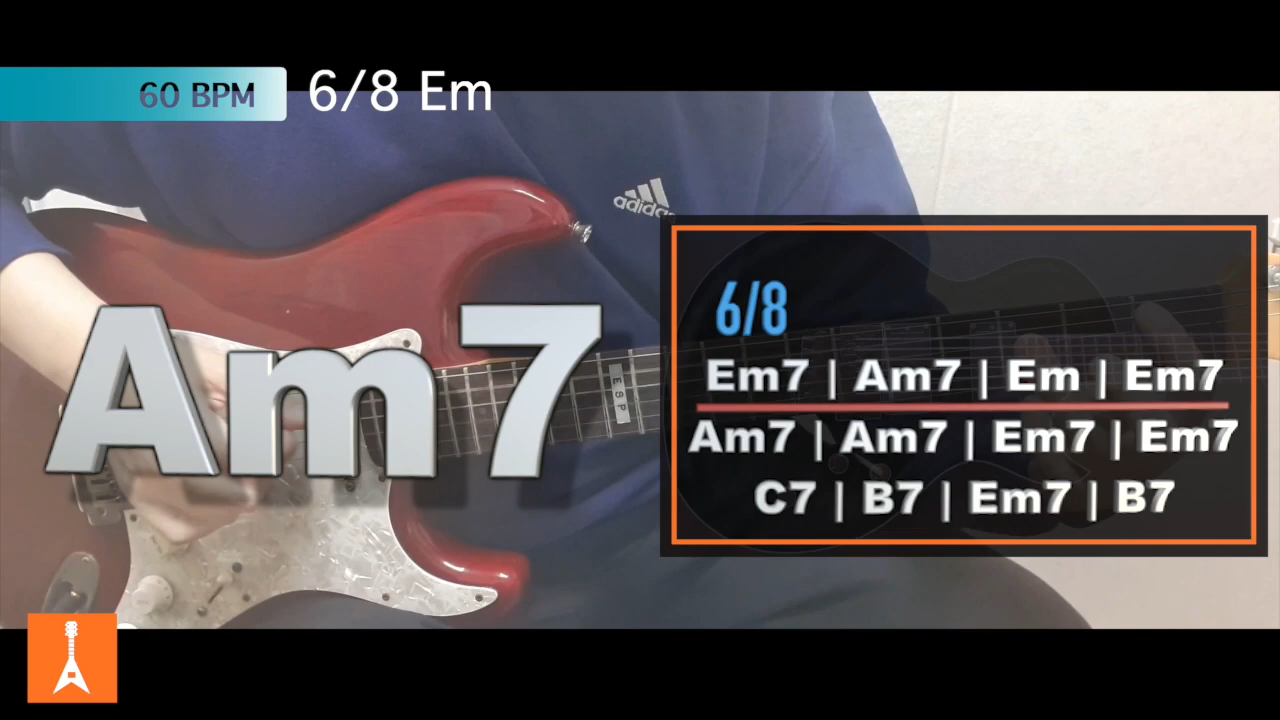 60 BPM 6/8 Em
adidas
6/8
Em7 | Am7 | Em | Em7
Am7 | Am7 | Em7 | Em7
C7 | B7 | Em7 | B7
Am7
ESP